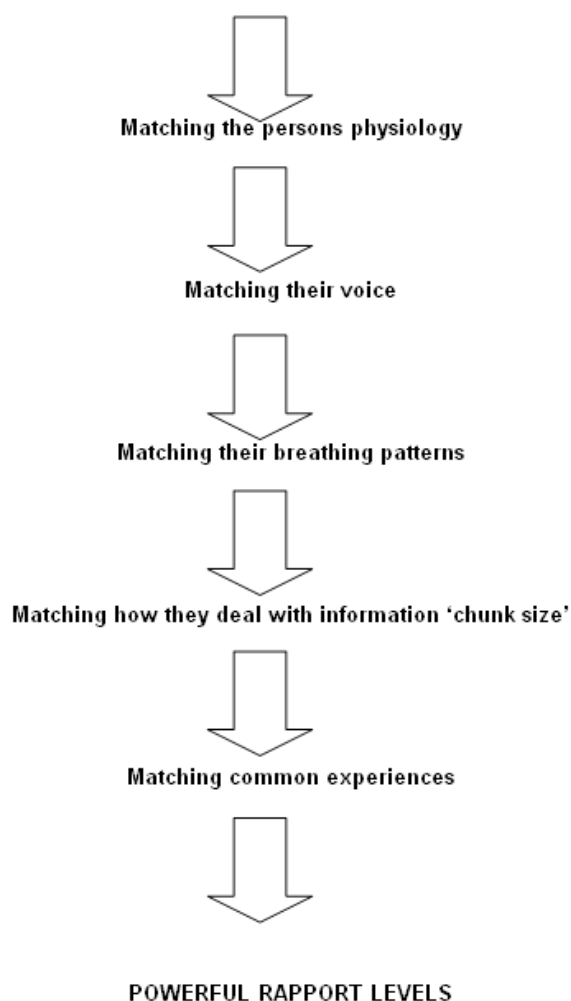 Matching the persons physiology
Matching their voice
Matching their breathing patterns
Matching how they deal with information ‘chunk size’
Matching common experiences
POWERFUL RAPPORT LEVELS